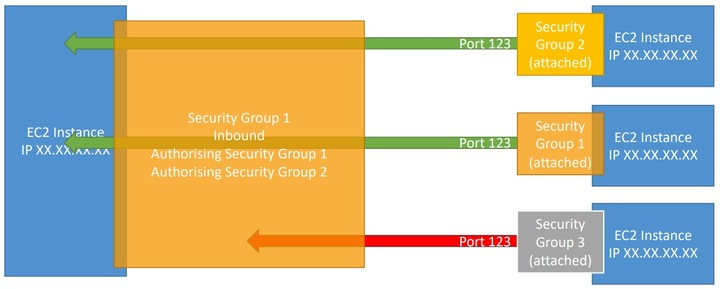 EC2 Instance
IP XX.XX.XX.XX
Security Group 1
Inbound
Authorising Security Group 1
Authorising Security Group 2
Port 123
Security
Group 2
(attached)
EC2 Instance
IP XX.XX.XX.XX
Port 123
Security
Group 1
(attached)
EC2 Instance
IP XX.XX.XX.XX
Port 123
Security
Group 3
(attached)
EC2 Instance
IP XX.XX.XX.XX